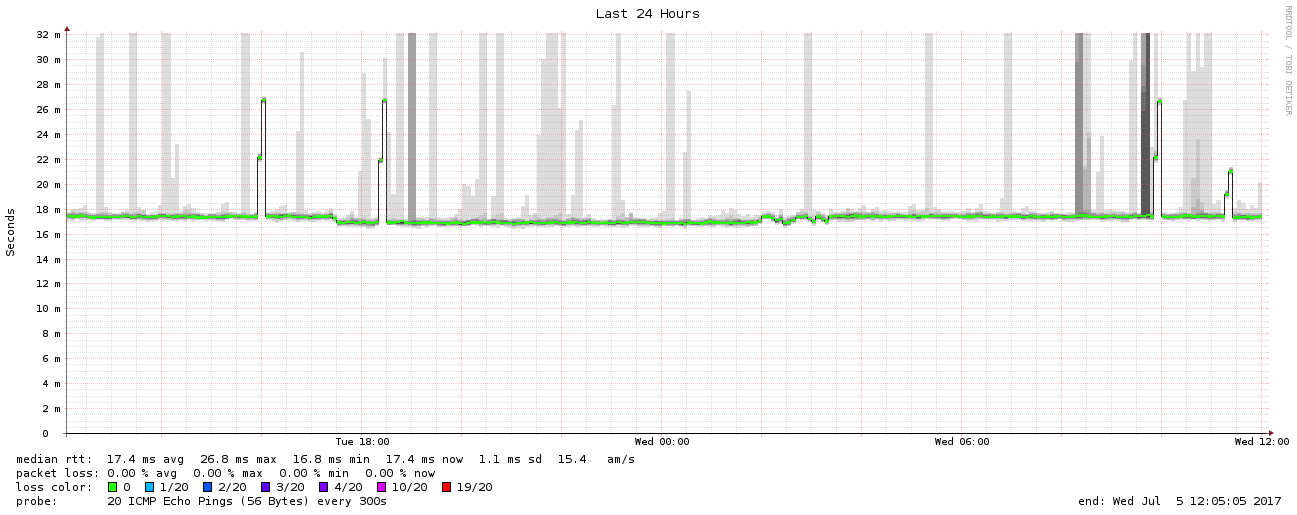 Last 24 Hours
RRDTOOL / TOBI OETIKER
Seconds
32 m
30 m
28 m
26 m
24 m
22 m
20 m
18 m
16 m
14 m
12 m
10 m
8 m
6 m
4 m
2 m
0
Tue 18:00 Wed 00:00 Wed 06:00 Wed 12:00
median rtt: 17.4 ms avg 26.8 ms max 16.8 ms min 17.4 ms now 1.1 ms sd 15.4 am/s
packet loss: 0.00 % avg 0.00 % max 0.00 % min 0.00 % now
loss color: 0 1/20 2/20 3/20 4/20 10/20 19/20
probe: 20 ICMP Echo Pings (56 Bytes) every 300s end: Wed Jul 5 12:05:05 2017